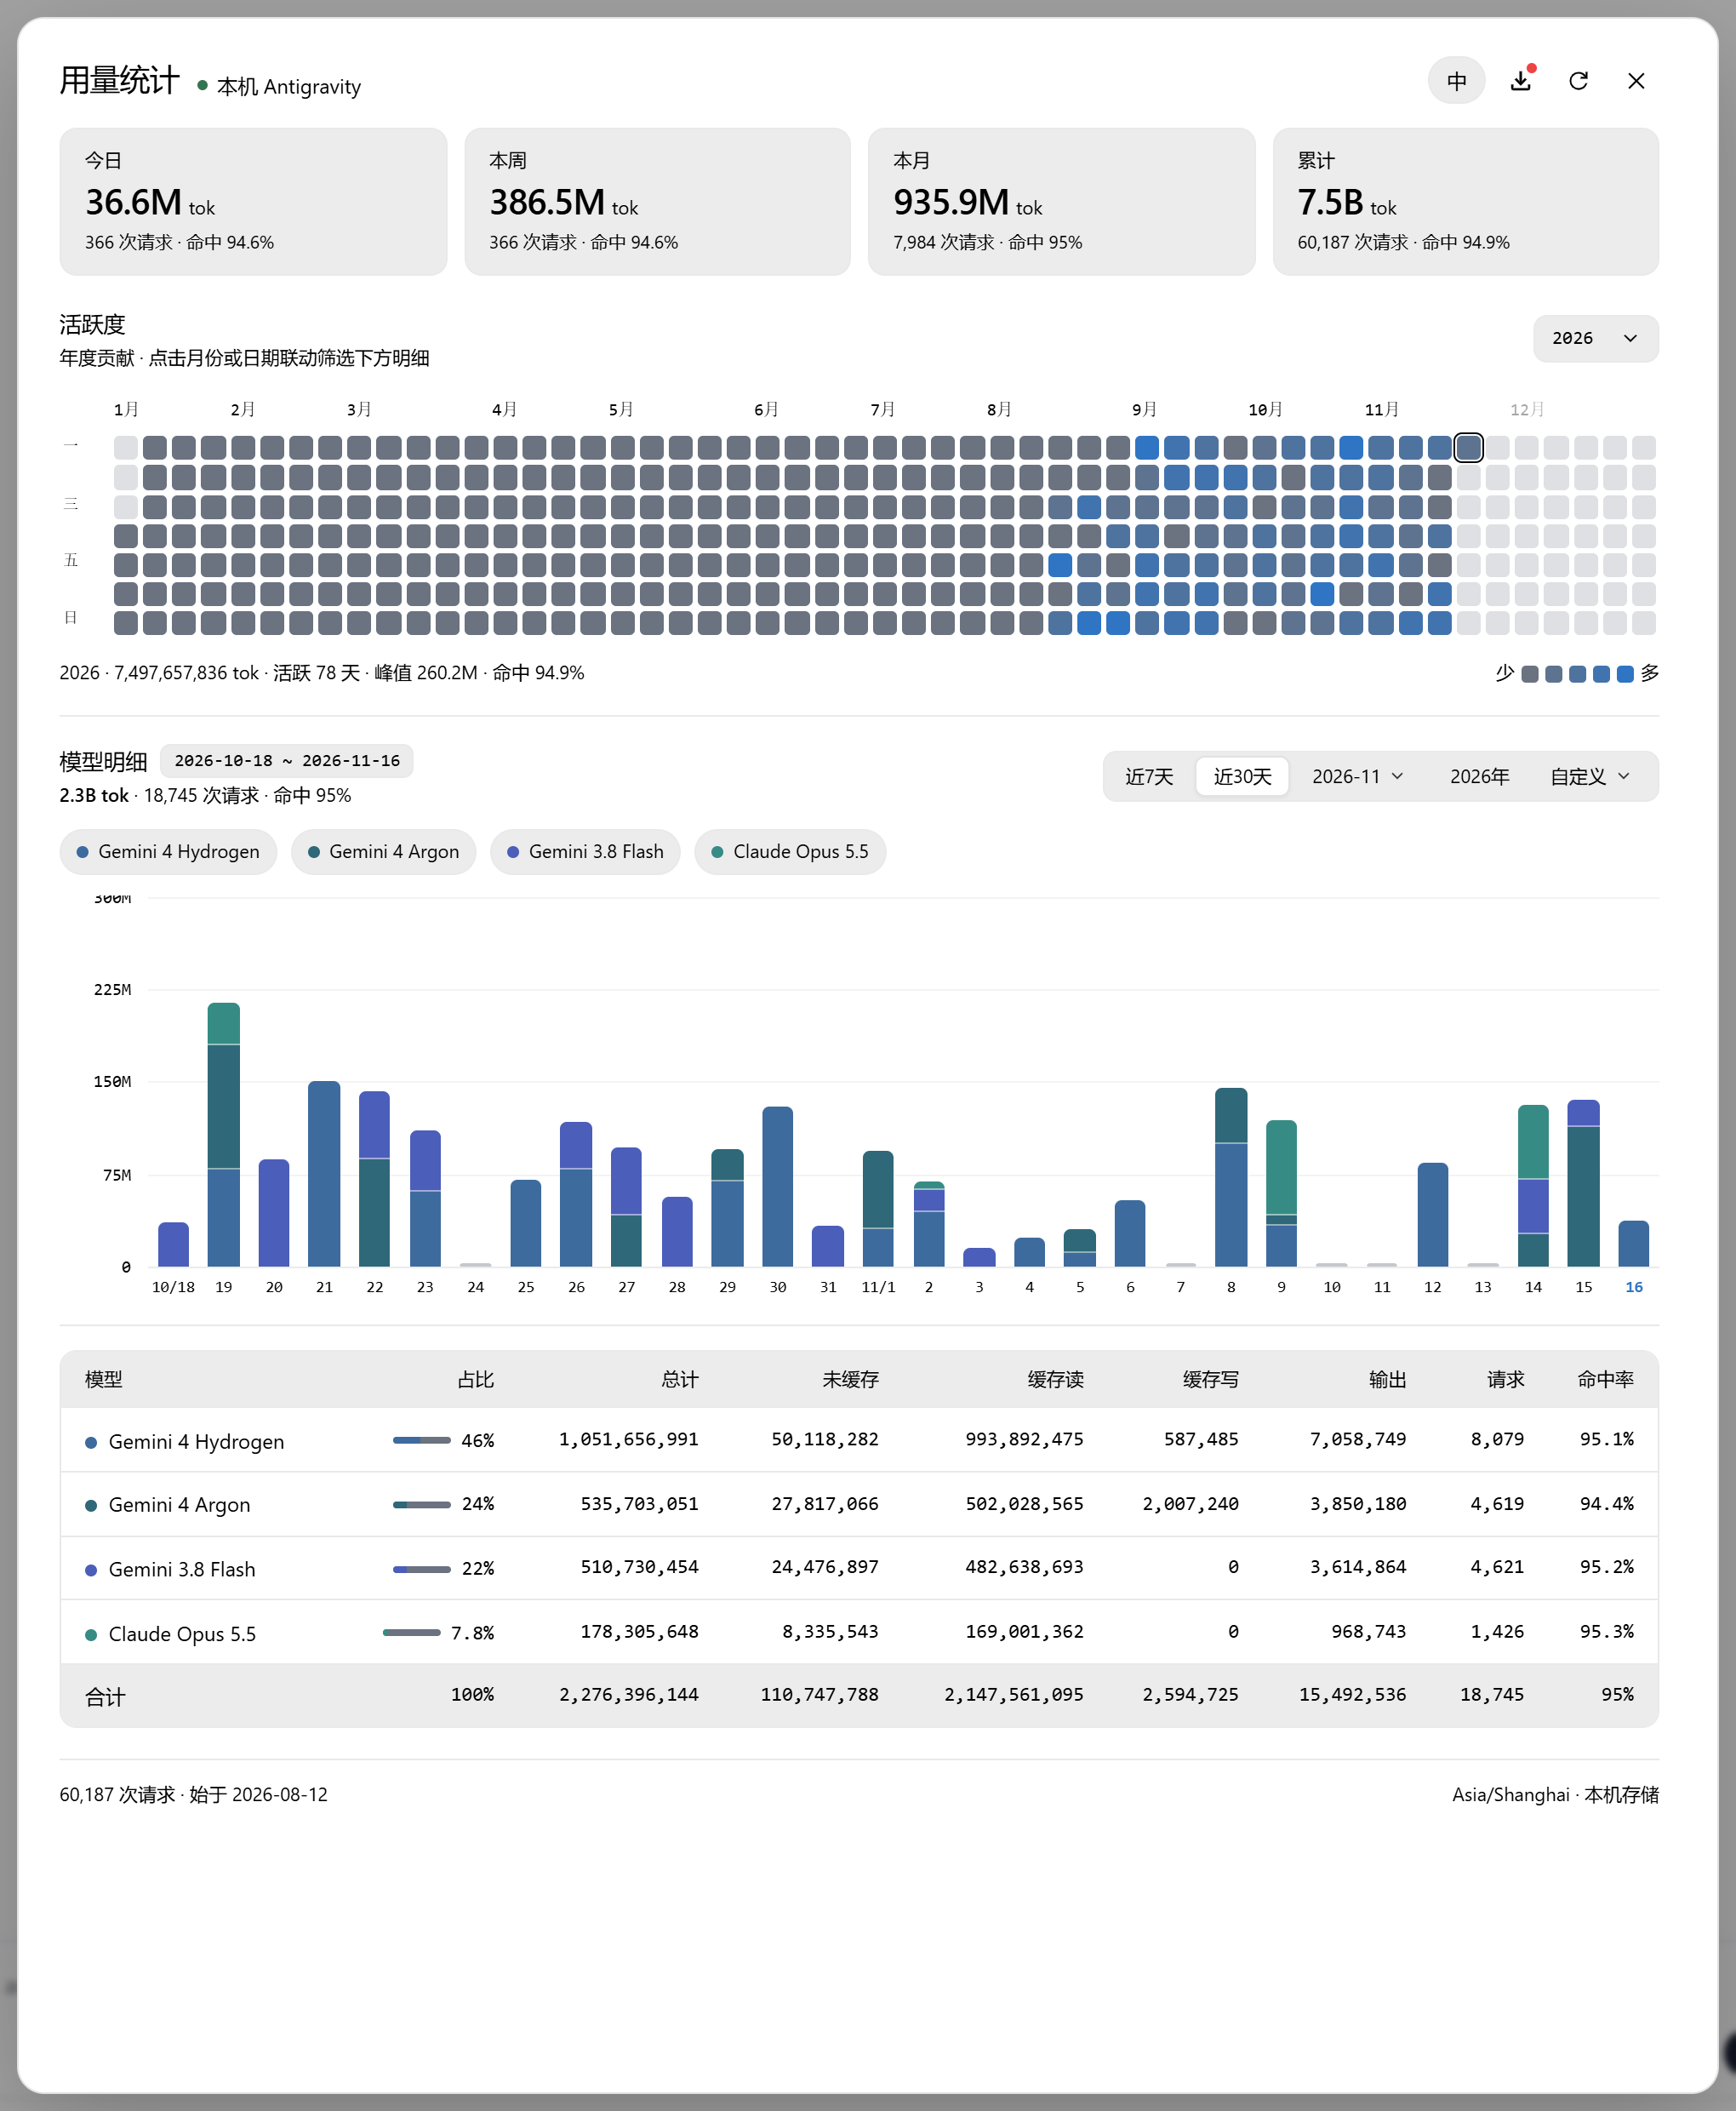 用量统计 本机 Antigravity 中
今日 本周 本月 累计
36.6M tok 386.5M tok 935.9M tok 7.5B tok
366 次请求 · 命中 94.6% 366 次请求 · 命中 94.6% 7,984 次请求 · 命中 95% 60,187 次请求 · 命中 94.9%
活跃度
年度贡献 · 点击月份或日期联动筛选下方明细 2026
1月 2月 3月 4月 5月 6月 7月 8月 9月 10月 11月 12月
一
三
五
日
2026 · 7,497,657,836 tok · 活跃 78 天 · 峰值 260.2M · 命中 94.9% 少 多
模型明细 2026-10-18 ~ 2026-11-16
2.3B tok · 18,745 次请求 · 命中 95%
近7天 近30天 2026-11 2026年 自定义
Gemini 4 Hydrogen Gemini 4 Argon Gemini 3.8 Flash Claude Opus 5.5
300M
225M
150M
75M
0
10/18 19 20 21 22 23 24 25 26 27 28 29 30 31 11/1 2 3 4 5 6 7 8 9 10 11 12 13 14 15 16
模型 占比 总计 未缓存 缓存读 缓存写 输出 请求 命中率
Gemini 4 Hydrogen 46% 1,051,656,991 50,118,282 993,892,475 587,485 7,058,749 8,079 95.1%
Gemini 4 Argon 24% 535,703,051 27,817,066 502,028,565 2,007,240 3,850,180 4,619 94.4%
Gemini 3.8 Flash 22% 510,730,454 24,476,897 482,638,693 0 3,614,864 4,621 95.2%
Claude Opus 5.5 7.8% 178,305,648 8,335,543 169,001,362 0 968,743 1,426 95.3%
合计 100% 2,276,396,144 110,747,788 2,147,561,095 2,594,725 15,492,536 18,745 95%
60,187 次请求 · 始于 2026-08-12 Asia/Shanghai · 本机存储